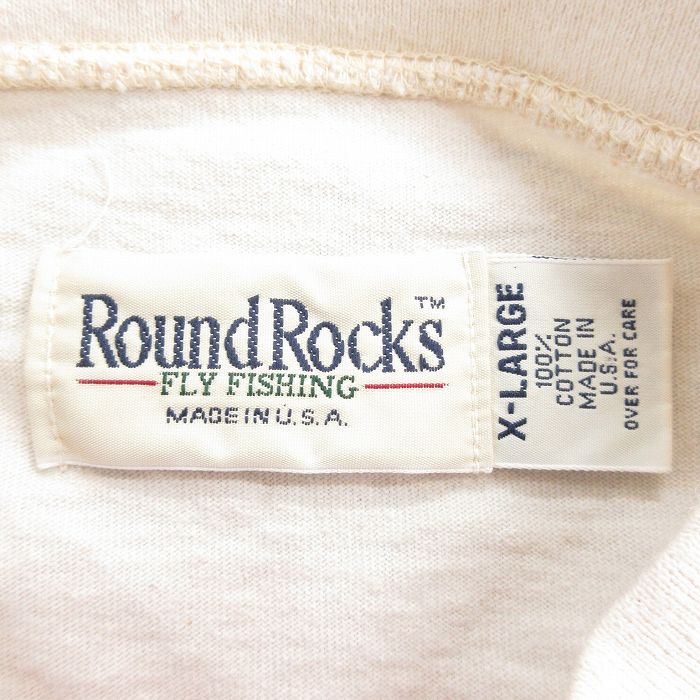 RoundRocks™
FLY FISHING
MADE IN U.S.A.
X-LARGE
100%
COTTON
MADE IN
U.S.A.
OVER FOR CARE